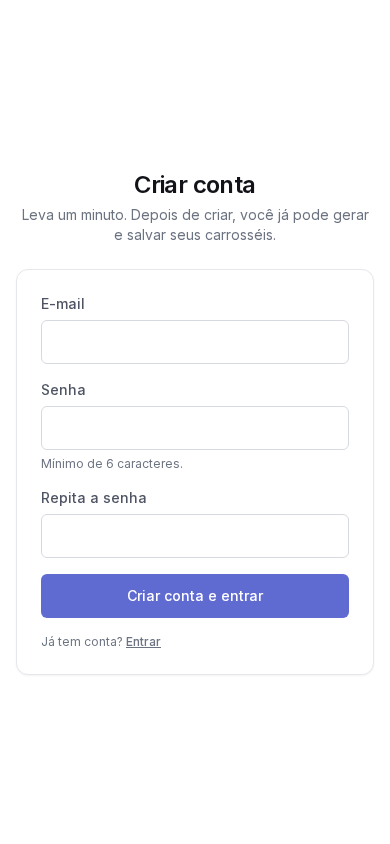 Criar conta
Leva um minuto. Depois de criar, você já pode gerar
e salvar seus carrosséis.
E-mail
Senha
Mínimo de 6 caracteres.
Repita a senha
Criar conta e entrar
Já tem conta? Entrar